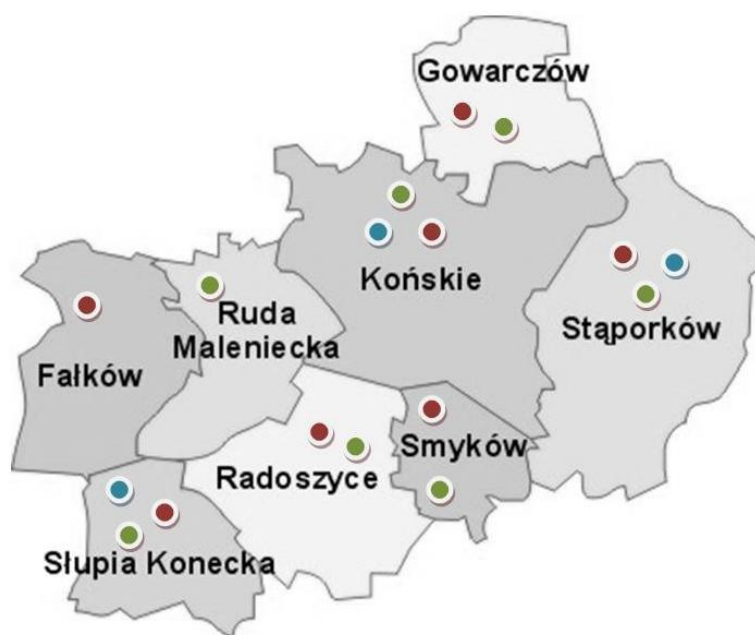 Gowarczów
Końskie
Stąporków
Ruda
Maleniecka
Fałków
Smyków
Radoszyce
Słupia Konecka